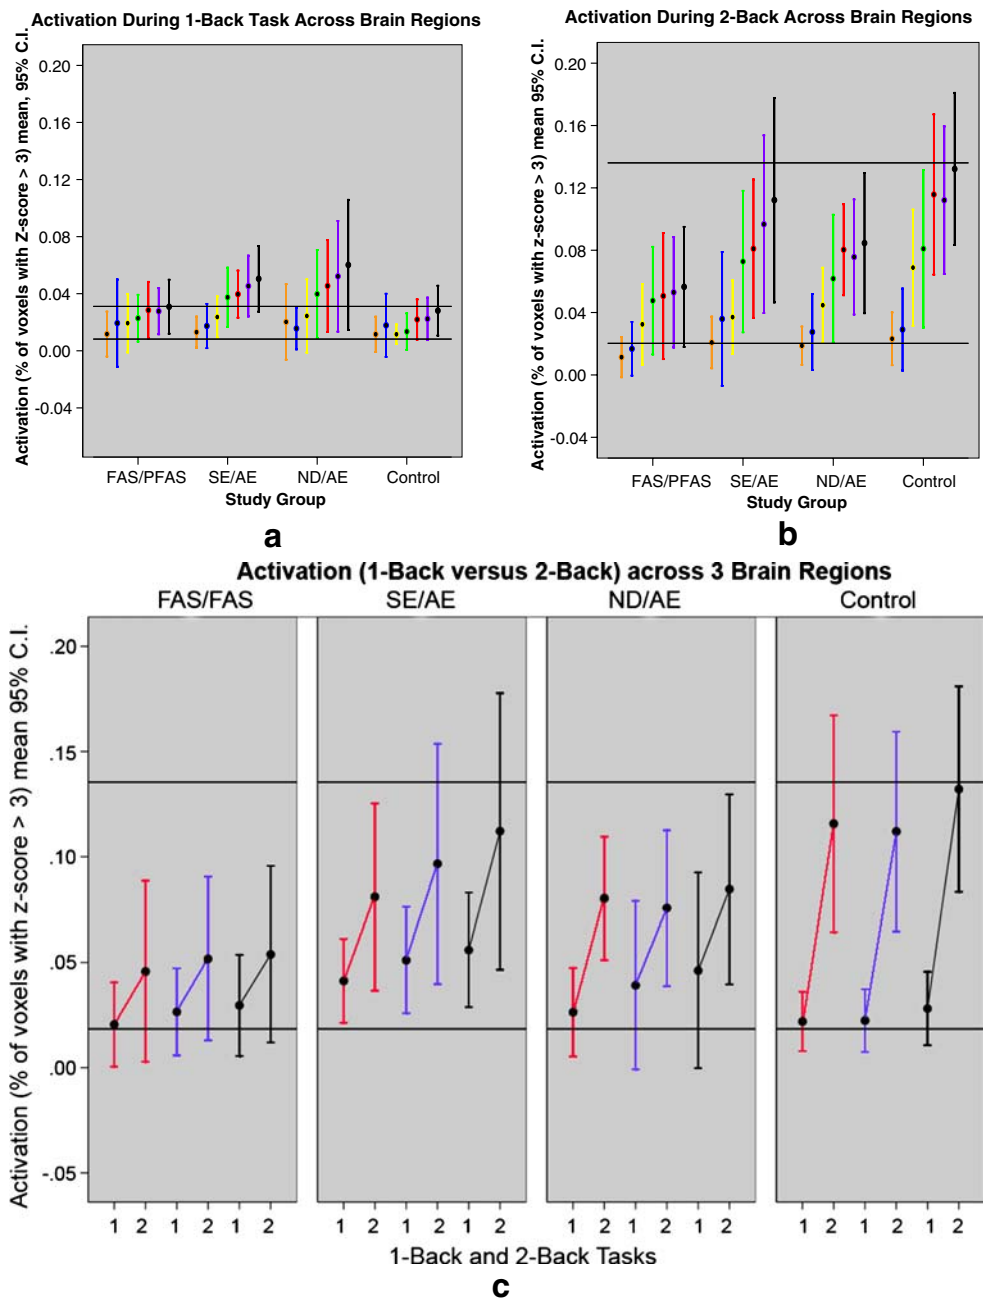 Activation During 1-Back Task Across Brain Regions
Activation (% of voxels with Z-score > 3) mean, 95% C.I.
0.20
0.16
0.12
0.08
0.04
0.00
-0.04
FAS/PFAS SE/AE ND/AE Control
Study Group
a
Activation During 2-Back Across Brain Regions
Activation (% of voxels with z-score > 3) mean 95% C.I.
0.20
0.16
0.12
0.08
0.04
0.00
-0.04
FAS/PFAS SE/AE ND/AE Control
Study Group
b
Activation (1-Back versus 2-Back) across 3 Brain Regions
FAS/FAS SE/AE ND/AE Control
Activation (% of voxels with z-score > 3) mean 95% C.I.
.20
.15
.10
.05
.00
-.05
1 2 1 2 1 2 1 2 1 2 1 2 1 2 1 2 1 2 1 2 1 2 1 2
1-Back and 2-Back Tasks
c